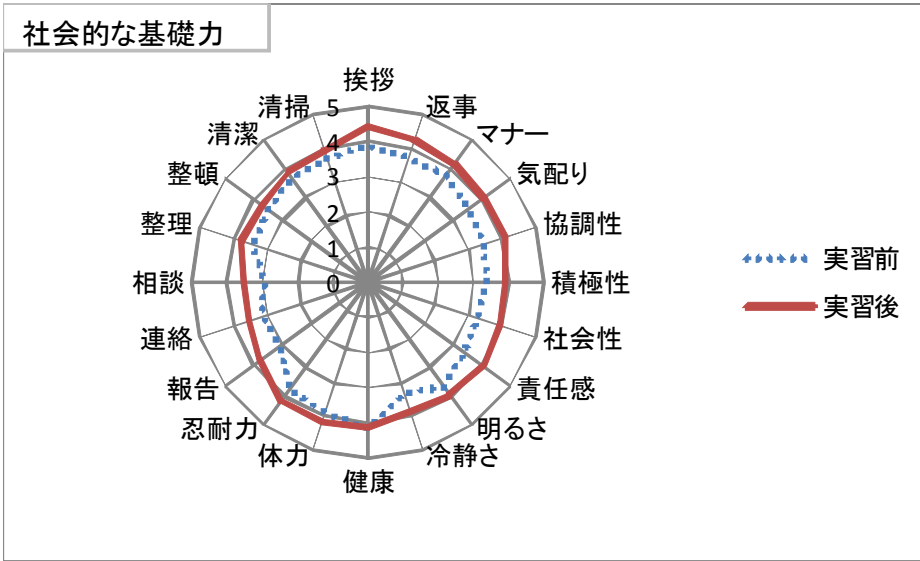 社会的な基礎力
挨拶
返事
マナー
気配り
協調性
積極性
社会性
責任感
明るさ
冷静さ
健康
体力
忍耐力
報告
連絡
相談
整理
整頓
清潔
清掃
5
4
3
2
1
0
実習前
実習後